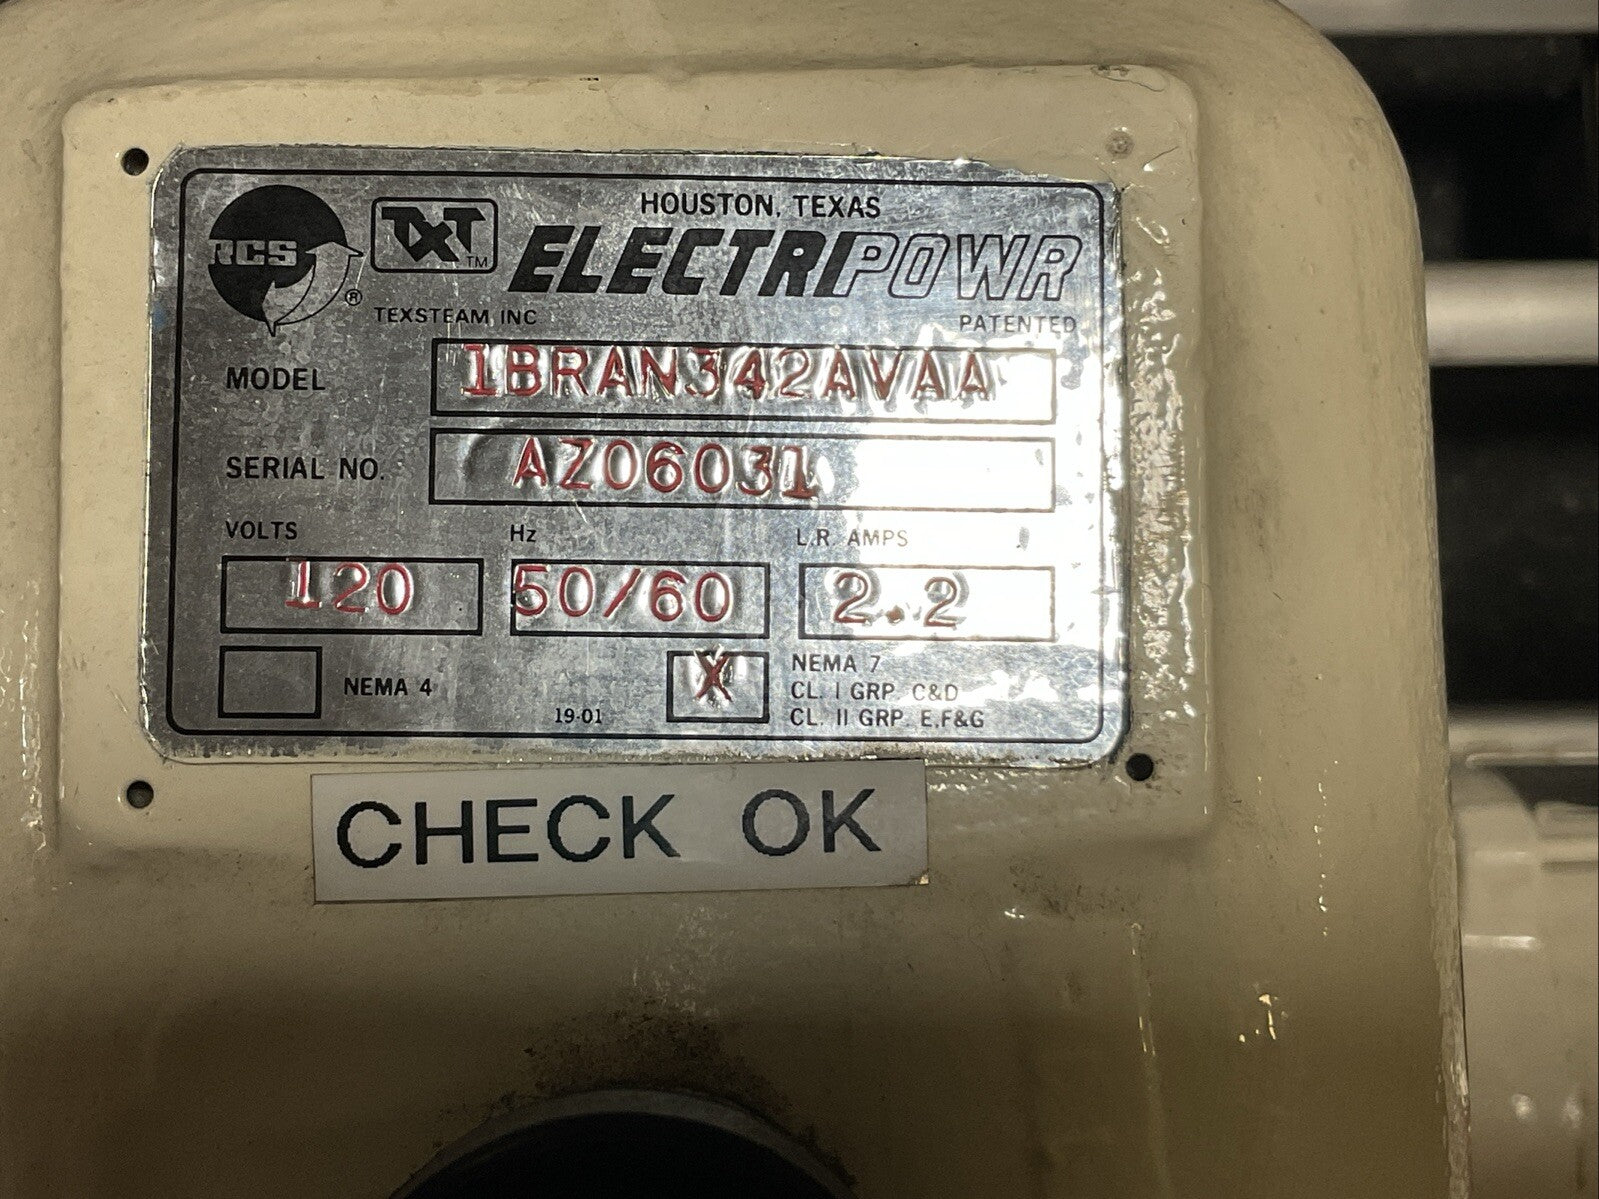 HOUSTON, TEXAS
RCS ®
TXT ™
ELECTRIPOWR
TEXSTEAM INC
PATENTED
MODEL 1BRAN342AVAA
SERIAL NO. AZ06031
VOLTS Hz L.R. AMPS
120 50/60 2.2
NEMA 4
19-01
X NEMA 7
CL. I GRP. C&D
CL. II GRP. E,F&G
CHECK OK